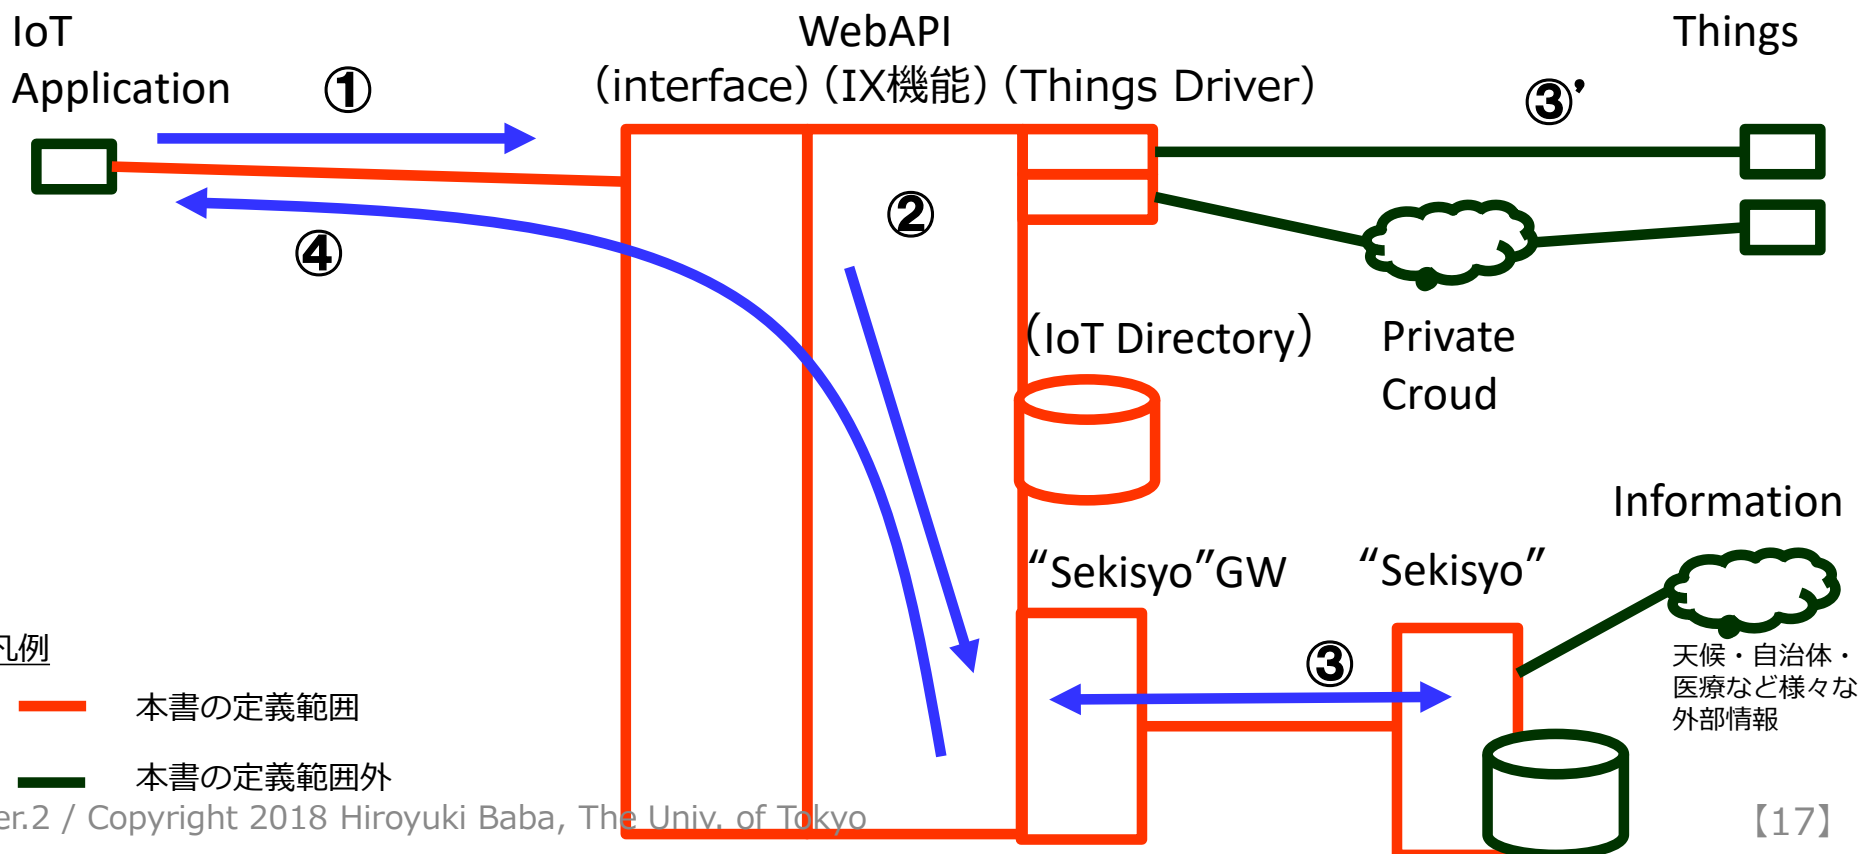 IoT
Application
①
WebAPI
（interface）（IX機能）（Things Driver）
Things
③’
②
④
（IoT Directory）
Private
Croud
Information
“Sekisyo”GW
“Sekisyo”
③
天候・自治体・
医療など様々な
外部情報
凡例
本書の定義範囲
本書の定義範囲外
er.2 / Copyright 2018 Hiroyuki Baba, The Univ. of Tokyo
【17】